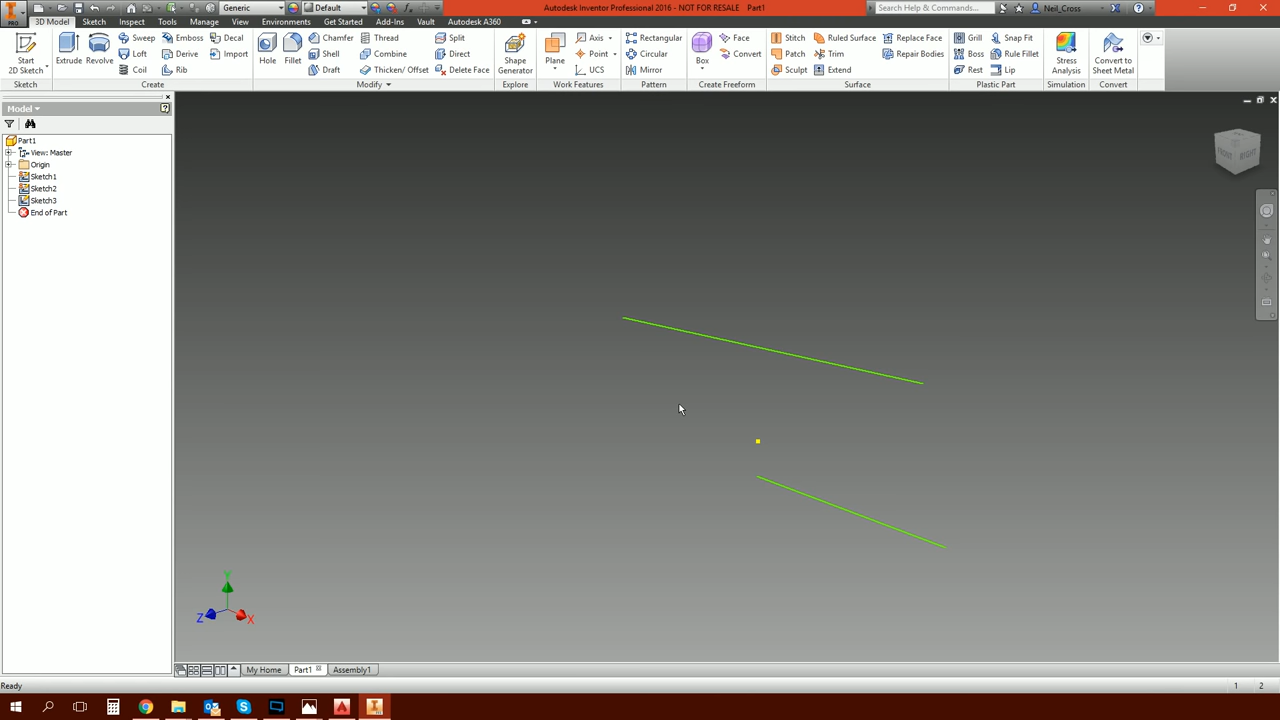 Generic Default Autodesk Inventor Professional 2016 - NOT FOR RESALE Part1 Search Help & Commands... Neil_Cross
PRO 3D Model Sketch Inspect Tools Manage View Environments Get Started Add-Ins Vault Autodesk A360
Start 2D Sketch
Sketch
Extrude Revolve
Sweep Emboss Decal
Loft Derive Import
Coil Rib
Create
Hole Fillet
Chamfer Thread Split
Shell Combine Direct
Draft Thicken/ Offset Delete Face
Modify
Shape Generator
Explore
Plane
Axis
Point
UCS
Work Features
Rectangular
Circular
Mirror
Pattern
Box
Face
Convert
Create Freeform
Stitch Ruled Surface Replace Face
Patch Trim Repair Bodies
Sculpt Extend
Surface
Grill Snap Fit
Boss Rule Fillet
Rest Lip
Plastic Part
Stress Analysis
Simulation
Convert to Sheet Metal
Convert
Model
Part1
View: Master
Origin
Sketch1
Sketch2
Sketch3
End of Part
FRONT RIGHT
Y
Z X
My Home Part1 Assembly1
Ready 1 2